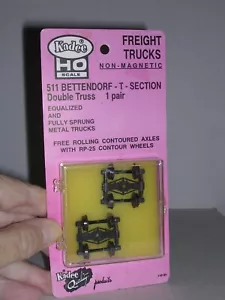 Kadee
HO
SCALE
FREIGHT
TRUCKS
NON-MAGNETIC
511 BETTENDORF - T - SECTION
Double Truss 1 pair
EQUALIZED
AND
FULLY SPRUNG
METAL TRUCKS
FREE ROLLING CONTOURED AXLES
WITH RP-25 CONTOUR WHEELS
Kadee
Quality
products